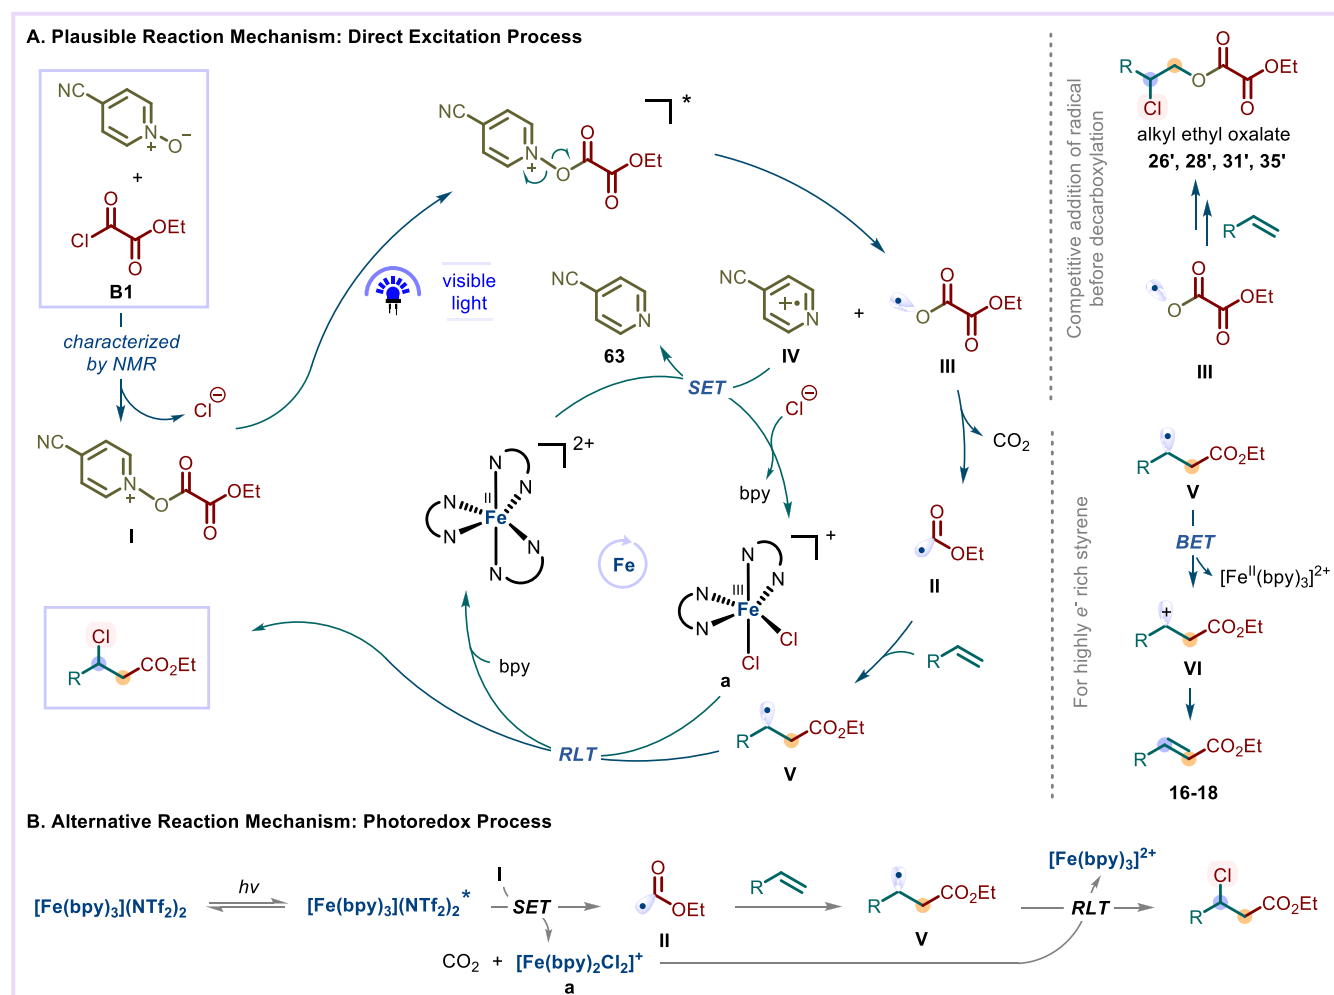 A. Plausible Reaction Mechanism: Direct Excitation Process
CN
N
+
O⁻
+
O
Cl
OEt
O
B1
characterized
by NMR
Cl⊖
NC
N
+
O
O
OEt
O
I
NC
N
+
O
O
OEt
O
*
visible
light
NC
N
63
NC
+•
N
IV
+
O
O
OEt
O
III
SET
Cl⊖
bpy
CO₂
2+
N
N
II
N
Fe
N
N
N
Fe
+
N
N
III
N
Fe
N
Cl
Cl
a
O
OEt
II
R
Cl
R
CO₂Et
bpy
RLT
R
CO₂Et
V
Competitive addition of radical
before decarboxylation
R
O
O
OEt
Cl
O
alkyl ethyl oxalate
26', 28', 31', 35'
R
O
O
OEt
O
III
For highly e⁻ rich styrene
R
CO₂Et
V
BET
[Feᴵᴵ(bpy)₃]²⁺
+
R
CO₂Et
VI
R
CO₂Et
16-18
B. Alternative Reaction Mechanism: Photoredox Process
[Fe(bpy)₃](NTf₂)₂
hv
[Fe(bpy)₃](NTf₂)₂*
I
SET
CO₂ + [Fe(bpy)₂Cl₂]⁺
a
O
OEt
II
R
R
CO₂Et
V
[Fe(bpy)₃]²⁺
RLT
Cl
R
CO₂Et